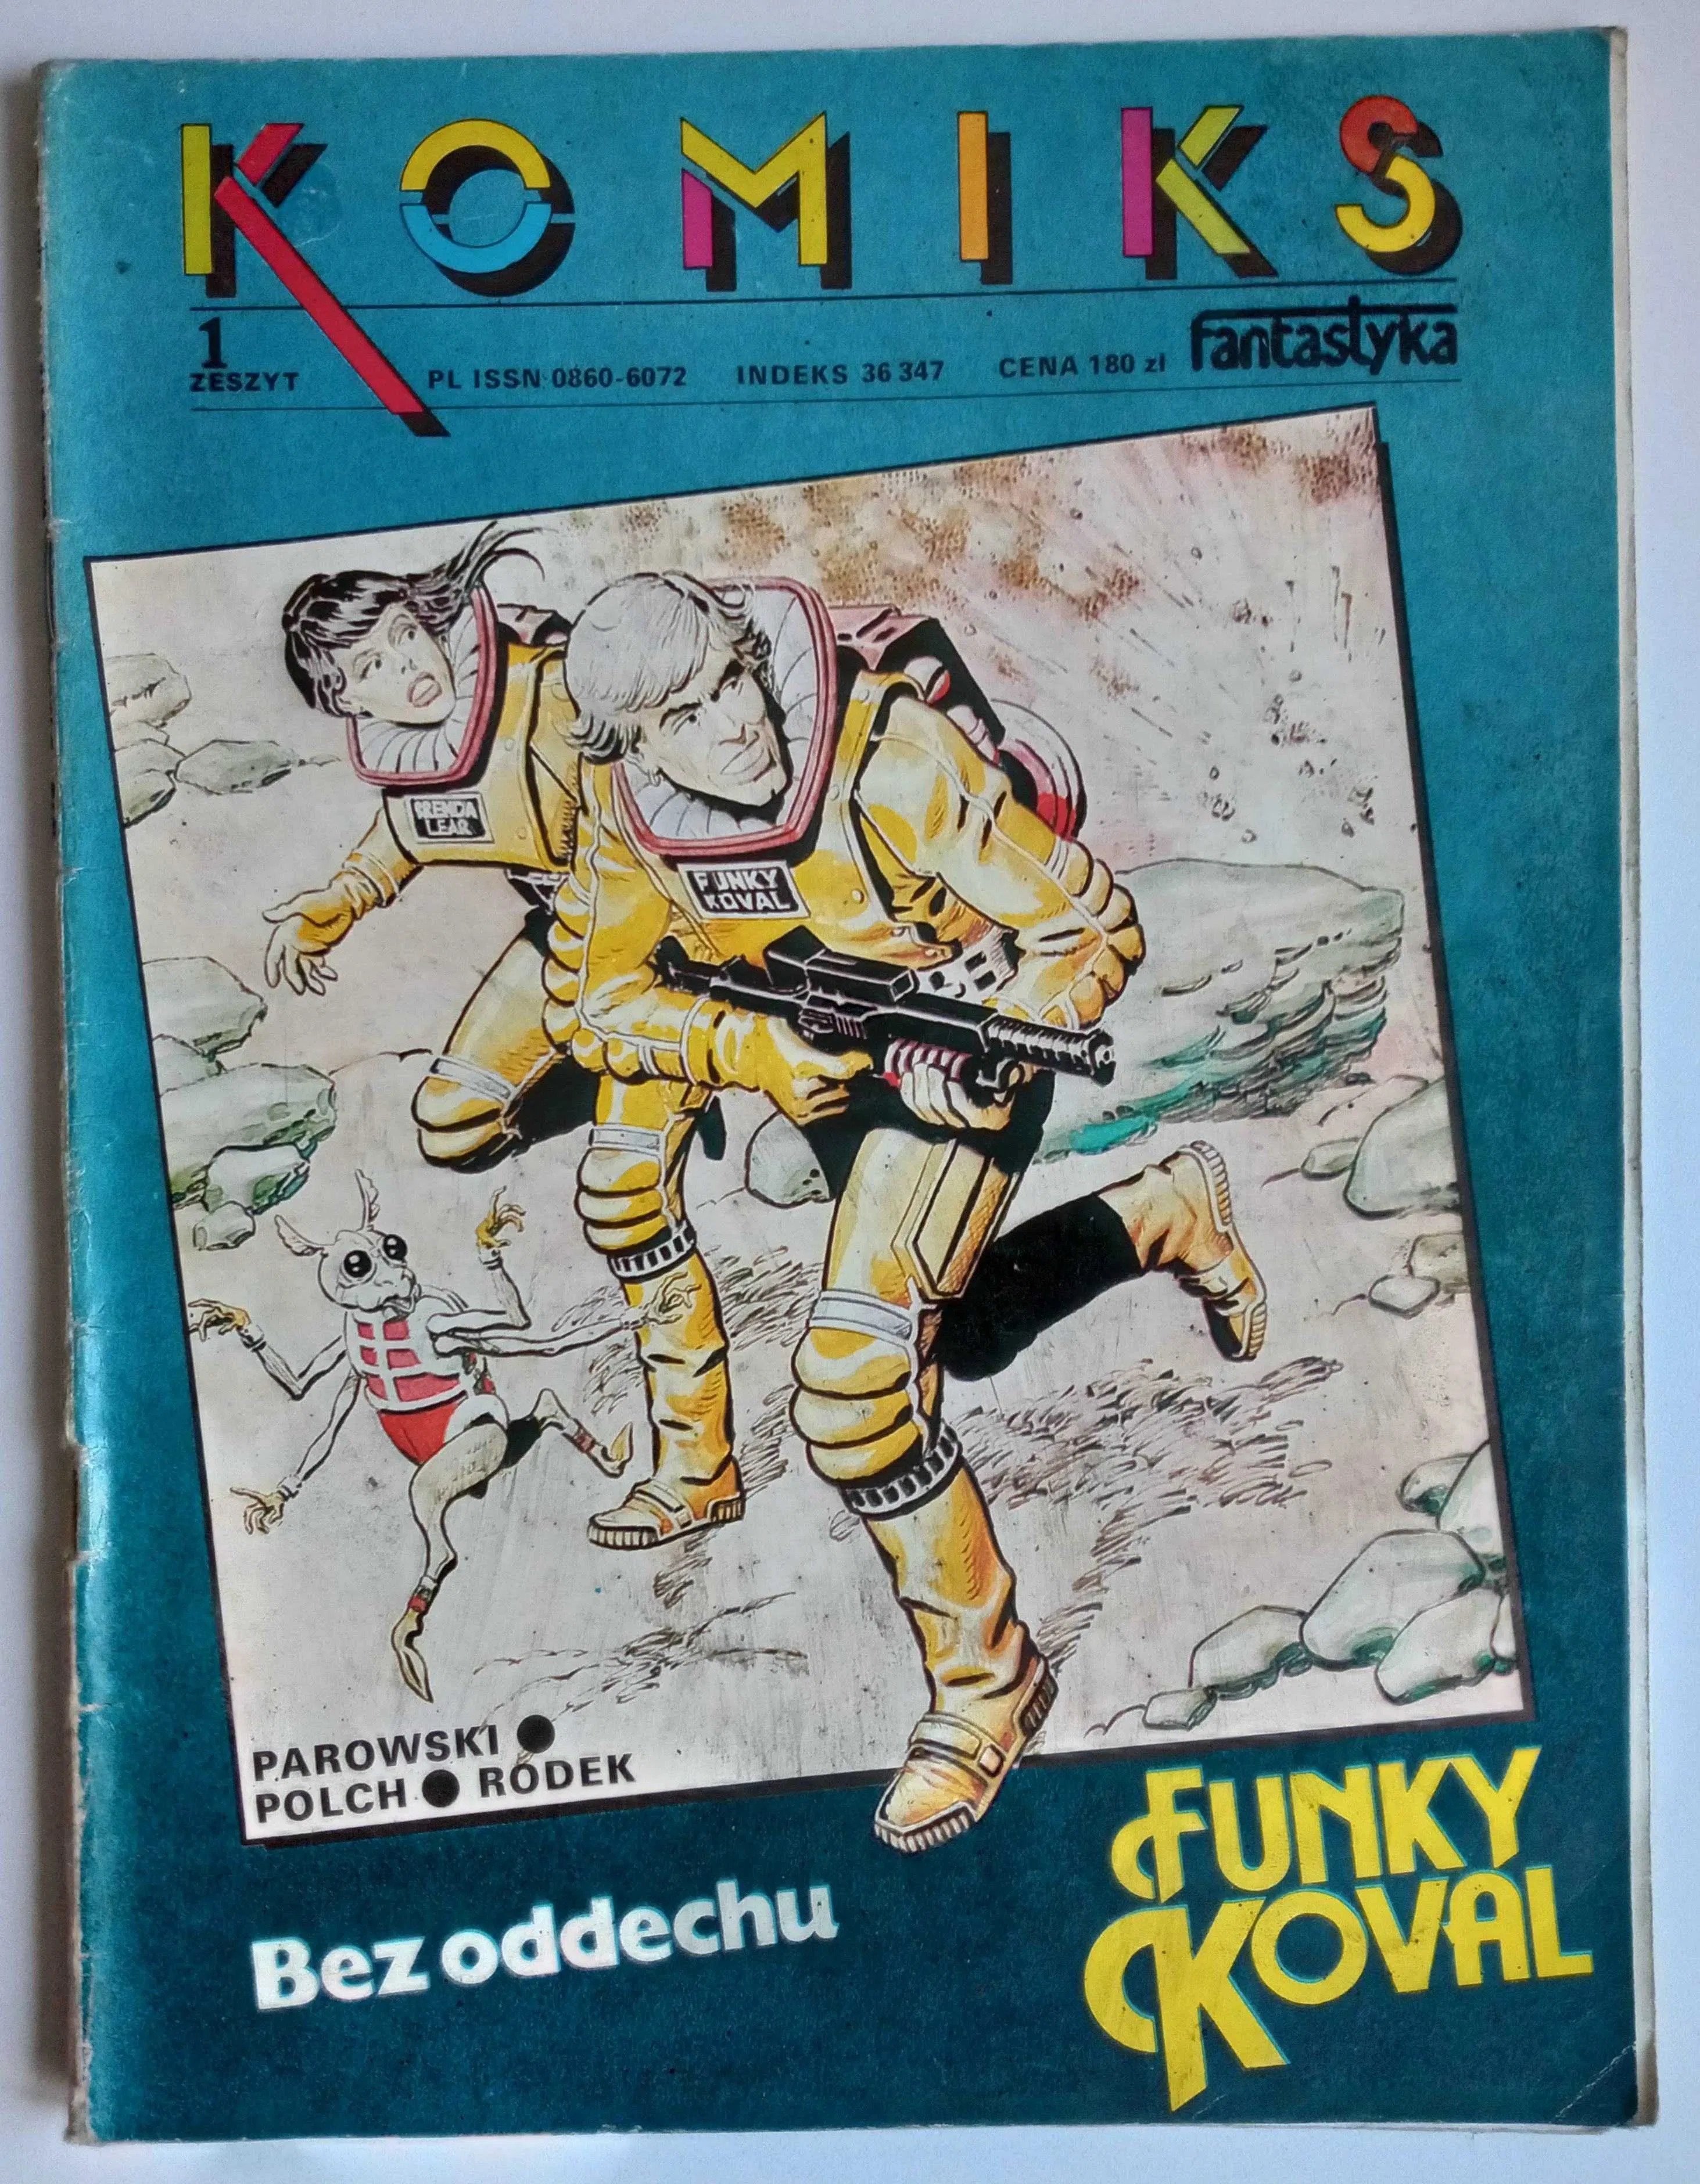 KOMIKS
1
ZESZYT
PL ISSN 0860-6072 INDEKS 36 347 CENA 180 zł fantastyka
BRENDA
LEAR
FUNKY
KOVAL
PAROWSKI ●
POLCH ● RODEK
Bez oddechu
FUNKY
KOVAL